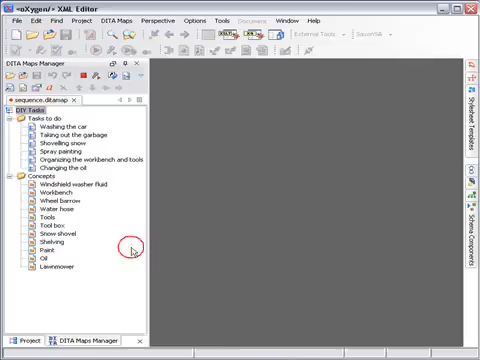 <oXygen/> XML Editor
File Edit Find Project DITA Maps Perspective Options Tools Document Window Help
External Tools SaxonSA
DITA Maps Manager
sequence.ditamap
DIY Tasks
Tasks to do
Washing the car
Taking out the garbage
Shovelling snow
Spray painting
Organizing the workbench and tools
Changing the oil
Concepts
Windshield washer fluid
Workbench
Wheel barrow
Water hose
Tools
Tool box
Snow shovel
Shelving
Paint
Oil
Lawnmower
Stylesheet Templates
Schema Components
Project DITA Maps Manager